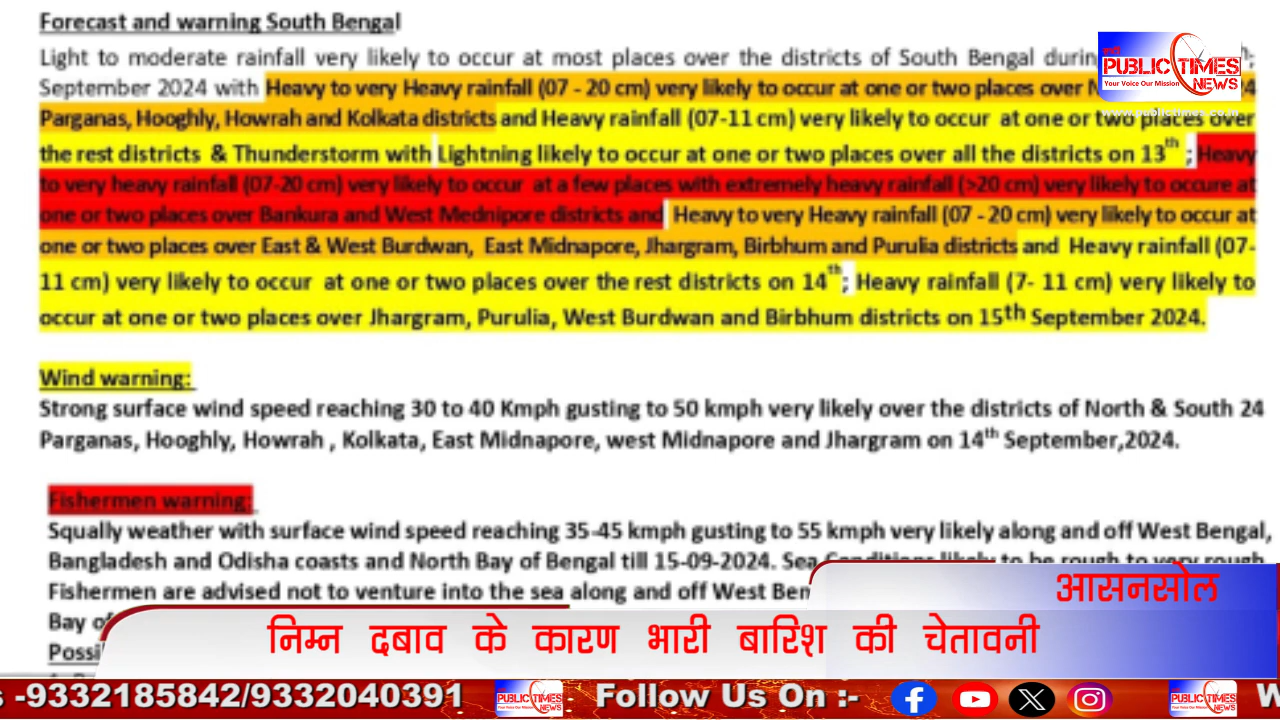 Forecast and warning South Bengal
Light to moderate rainfall very likely to occur at most places over the districts of South Bengal during
September 2024 with Heavy to very Heavy rainfall (07 - 20 cm) very likely to occur at one or two places over
Parganas, Hooghly, Howrah and Kolkata districts and Heavy rainfall (07-11 cm) very likely to occur at one or two places over
the rest districts & Thunderstorm with Lightning likely to occur at one or two places over all the districts on 13th ; Heavy
to very heavy rainfall (07-20 cm) very likely to occur at a few places with extremely heavy rainfall (>20 cm) very likely to occure at
one or two places over Bankura and West Mednipore districts and Heavy to very Heavy rainfall (07 - 20 cm) very likely to occur at
one or two places over East & West Burdwan, East Midnapore, Jhargram, Birbhum and Purulia districts and Heavy rainfall (07-
11 cm) very likely to occur at one or two places over the rest districts on 14th; Heavy rainfall (7- 11 cm) very likely to
occur at one or two places over Jhargram, Purulia, West Burdwan and Birbhum districts on 15th September 2024.
PUBLIC TIMES
NEWS
Your Voice Our Mission
www.publictimes.co.in
Wind warning:
Strong surface wind speed reaching 30 to 40 Kmph gusting to 50 kmph very likely over the districts of North & South 24
Parganas, Hooghly, Howrah , Kolkata, East Midnapore, west Midnapore and Jhargram on 14th September,2024.
Fishermen warning:
Squally weather with surface wind speed reaching 35-45 kmph gusting to 55 kmph very likely along and off West Bengal,
Bangladesh and Odisha coasts and North Bay of Bengal till 15-09-2024. Sea Conditions likely to be rough to very rough
Fishermen are advised not to venture into the sea along and off West Ben
Bay of
Possi
आसनसोल
निम्न दबाव के कारण भारी बारिश की चेतावनी
-9332185842/9332040391 PUBLIC TIMES NEWS Follow Us On :- PUBLIC TIMES NEWS